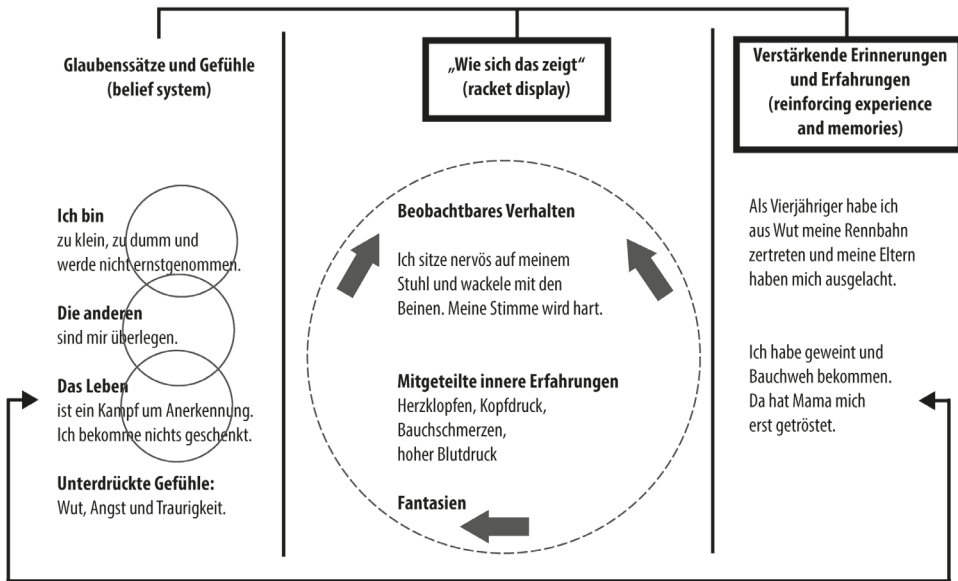 Glaubenssätze und Gefühle
(belief system)
Ich bin
zu klein, zu dumm und
werde nicht ernstgenommen.
Die anderen
sind mir überlegen.
Das Leben
ist ein Kampf um Anerkennung.
Ich bekomme nichts geschenkt.
Unterdrückte Gefühle:
Wut, Angst und Traurigkeit.
„Wie sich das zeigt“
(racket display)
Beobachtbares Verhalten
Ich sitze nervös auf meinem
Stuhl und wackele mit den
Beinen. Meine Stimme wird hart.
Mitgeteilte innere Erfahrungen
Herzklopfen, Kopfdruck,
Bauchschmerzen,
hoher Blutdruck
Fantasien
Verstärkende Erinnerungen
und Erfahrungen
(reinforcing experience
and memories)
Als Vierjähriger habe ich
aus Wut meine Rennbahn
zertreten und meine Eltern
haben mich ausgelacht.
Ich habe geweint und
Bauchweh bekommen.
Da hat Mama mich
erst getröstet.